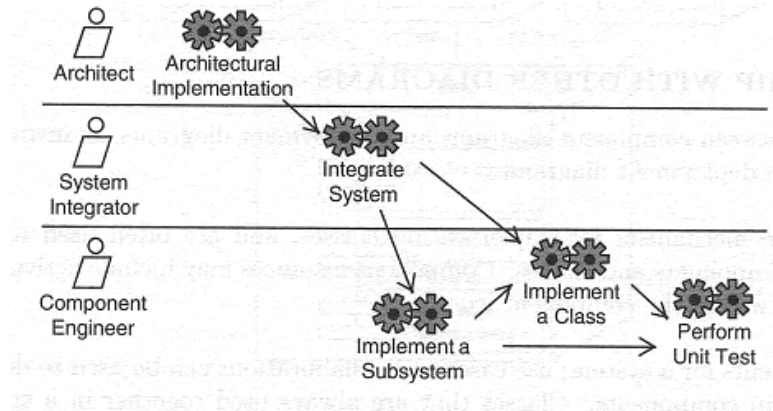 Architect
Architectural
Implementation
System
Integrator
Integrate
System
Component
Engineer
Implement
a Class
Implement a
Subsystem
Perform
Unit Test